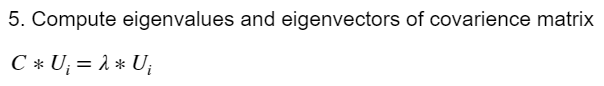 5. Compute eigenvalues and eigenvectors of covarience matrix
C * U_i = λ * U_i